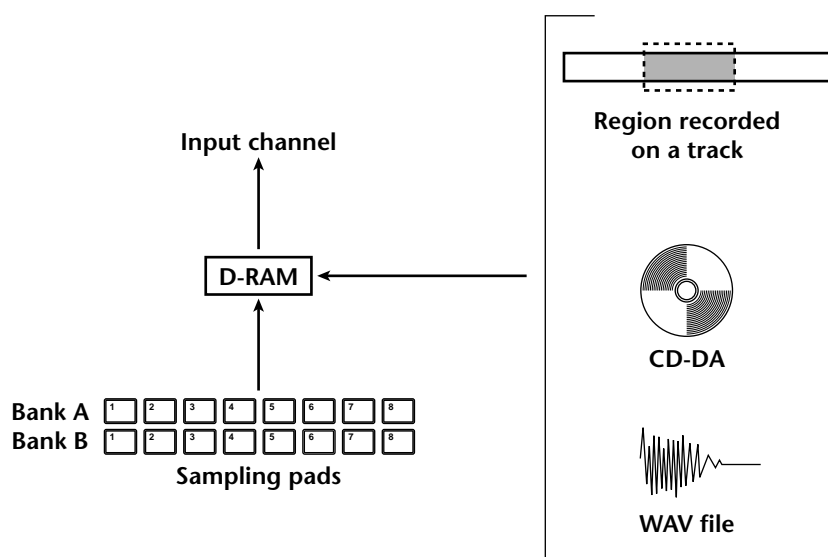 Region recorded
on a track
Input channel
D-RAM
CD-DA
Bank A 1 2 3 4 5 6 7 8
Bank B 1 2 3 4 5 6 7 8
Sampling pads
WAV file